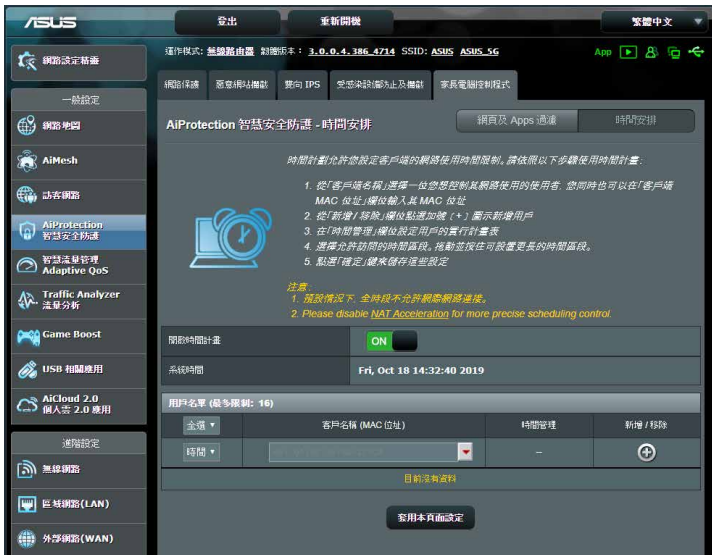 ASUS
登出
重新開機
繁體中文
運作模式: 無線路由器 韌體版本: 3.0.0.4.386_4714 SSID: ASUS ASUS_5G
App
網路設定精靈
一般設定
網路地圖
AiMesh
訪客網路
AiProtection
智慧安全防護
智慧流量管理
Adaptive QoS
Traffic Analyzer
流量分析
Game Boost
USB 相關應用
AiCloud 2.0
個人雲 2.0 應用
進階設定
無線網路
區域網路(LAN)
外部網路(WAN)
網路保護
惡意網站攔截
雙向 IPS
受感染設備防止及攔截
家長電腦控制程式
AiProtection 智慧安全防護 - 時間安排
網頁及 Apps 過濾
時間安排
時間計劃允許您設定客戶端的網路使用時間限制。請依照以下步驟使用時間計畫:
1. 從「客戶端名稱」選擇一位您想控制其網路使用的使用者, 您同時也可以在「客戶端
MAC 位址」欄位輸入其 MAC 位址
2. 從「新增 / 移除」欄位點選加號 [ + ] 圖示新增用戶
3. 在「時間管理」欄位設定用戶的實行計畫表
4. 選擇允許訪問的時間區段。拖動並按住可設置更長的時間區段。
5. 點選「確定」鍵來儲存這些設定
注意:
1. 預設情況下, 全時段不允許網際網路連接。
2. Please disable NAT Acceleration for more precise scheduling control.
開啟時間計畫
ON
系統時間
Fri, Oct 18 14:32:40 2019
用戶名單 (最多限制: 16)
全選
客戶名稱 (MAC 位址)
時間管理
新增 / 移除
時間
–
目前沒有資料
套用本頁面設定